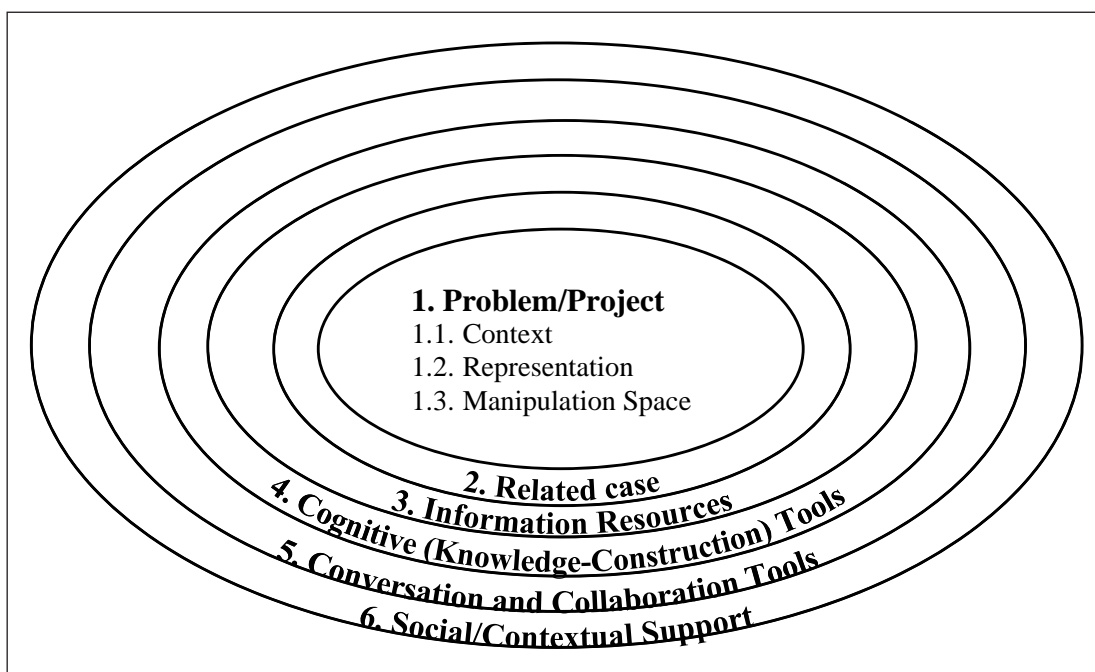 1. Problem/Project
1.1. Context
1.2. Representation
1.3. Manipulation Space
2. Related case
3. Information Resources
4. Cognitive (Knowledge-Construction) Tools
5. Conversation and Collaboration Tools
6. Social/Contextual Support